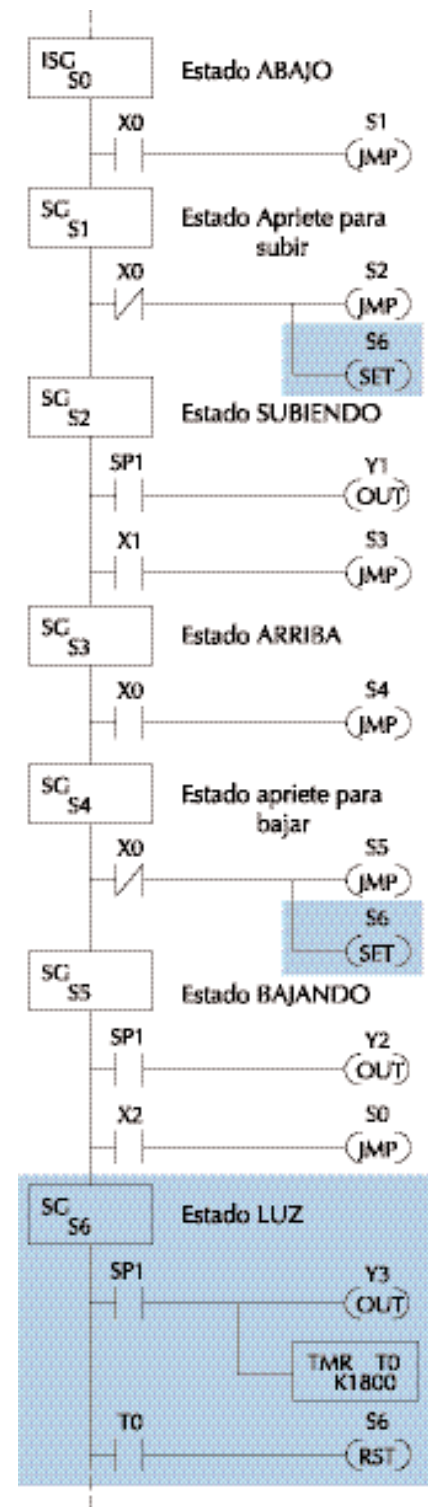 ISG
S0
Estado ABAJO
X0
S1
JMP
SG
S1
Estado Apriete para
subir
X0
S2
JMP
S6
SET
SG
S2
Estado SUBIENDO
SP1
Y1
OUT
X1
S3
JMP
SG
S3
Estado ARRIBA
X0
S4
JMP
SG
S4
Estado apriete para
bajar
X0
S5
JMP
S6
SET
SG
S5
Estado BAJANDO
SP1
Y2
OUT
X2
S0
JMP
SG
S6
Estado LUZ
SP1
Y3
OUT
TMR T0
K1800
T0
S6
RST